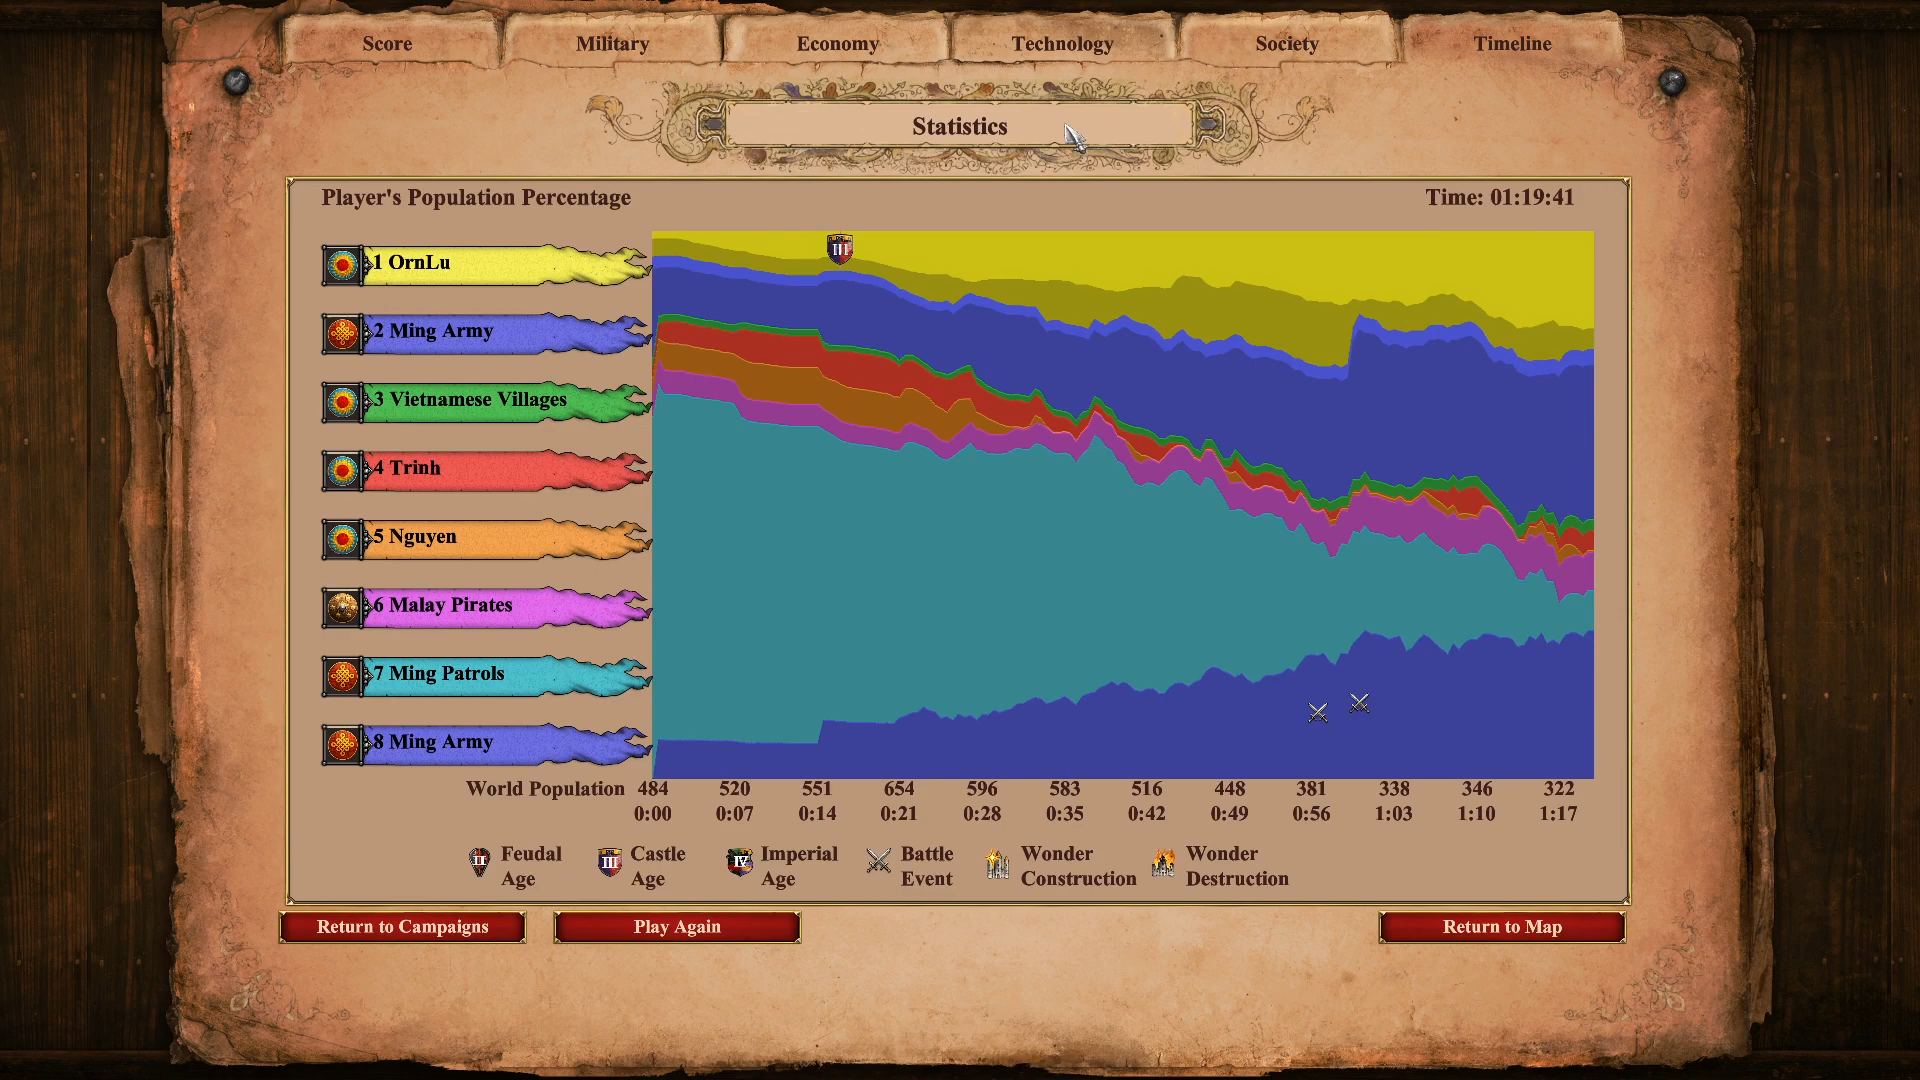 Score
Military
Economy
Technology
Society
Timeline
Statistics
Player's Population Percentage
Time: 01:19:41
1 OrnLu
2 Ming Army
3 Vietnamese Villages
4 Trinh
5 Nguyen
6 Malay Pirates
7 Ming Patrols
8 Ming Army
III
World Population 484 520 551 654 596 583 516 448 381 338 346 322
0:00 0:07 0:14 0:21 0:28 0:35 0:42 0:49 0:56 1:03 1:10 1:17
II Feudal Age
III Castle Age
IV Imperial Age
Battle Event
Wonder Construction
Wonder Destruction
Return to Campaigns
Play Again
Return to Map